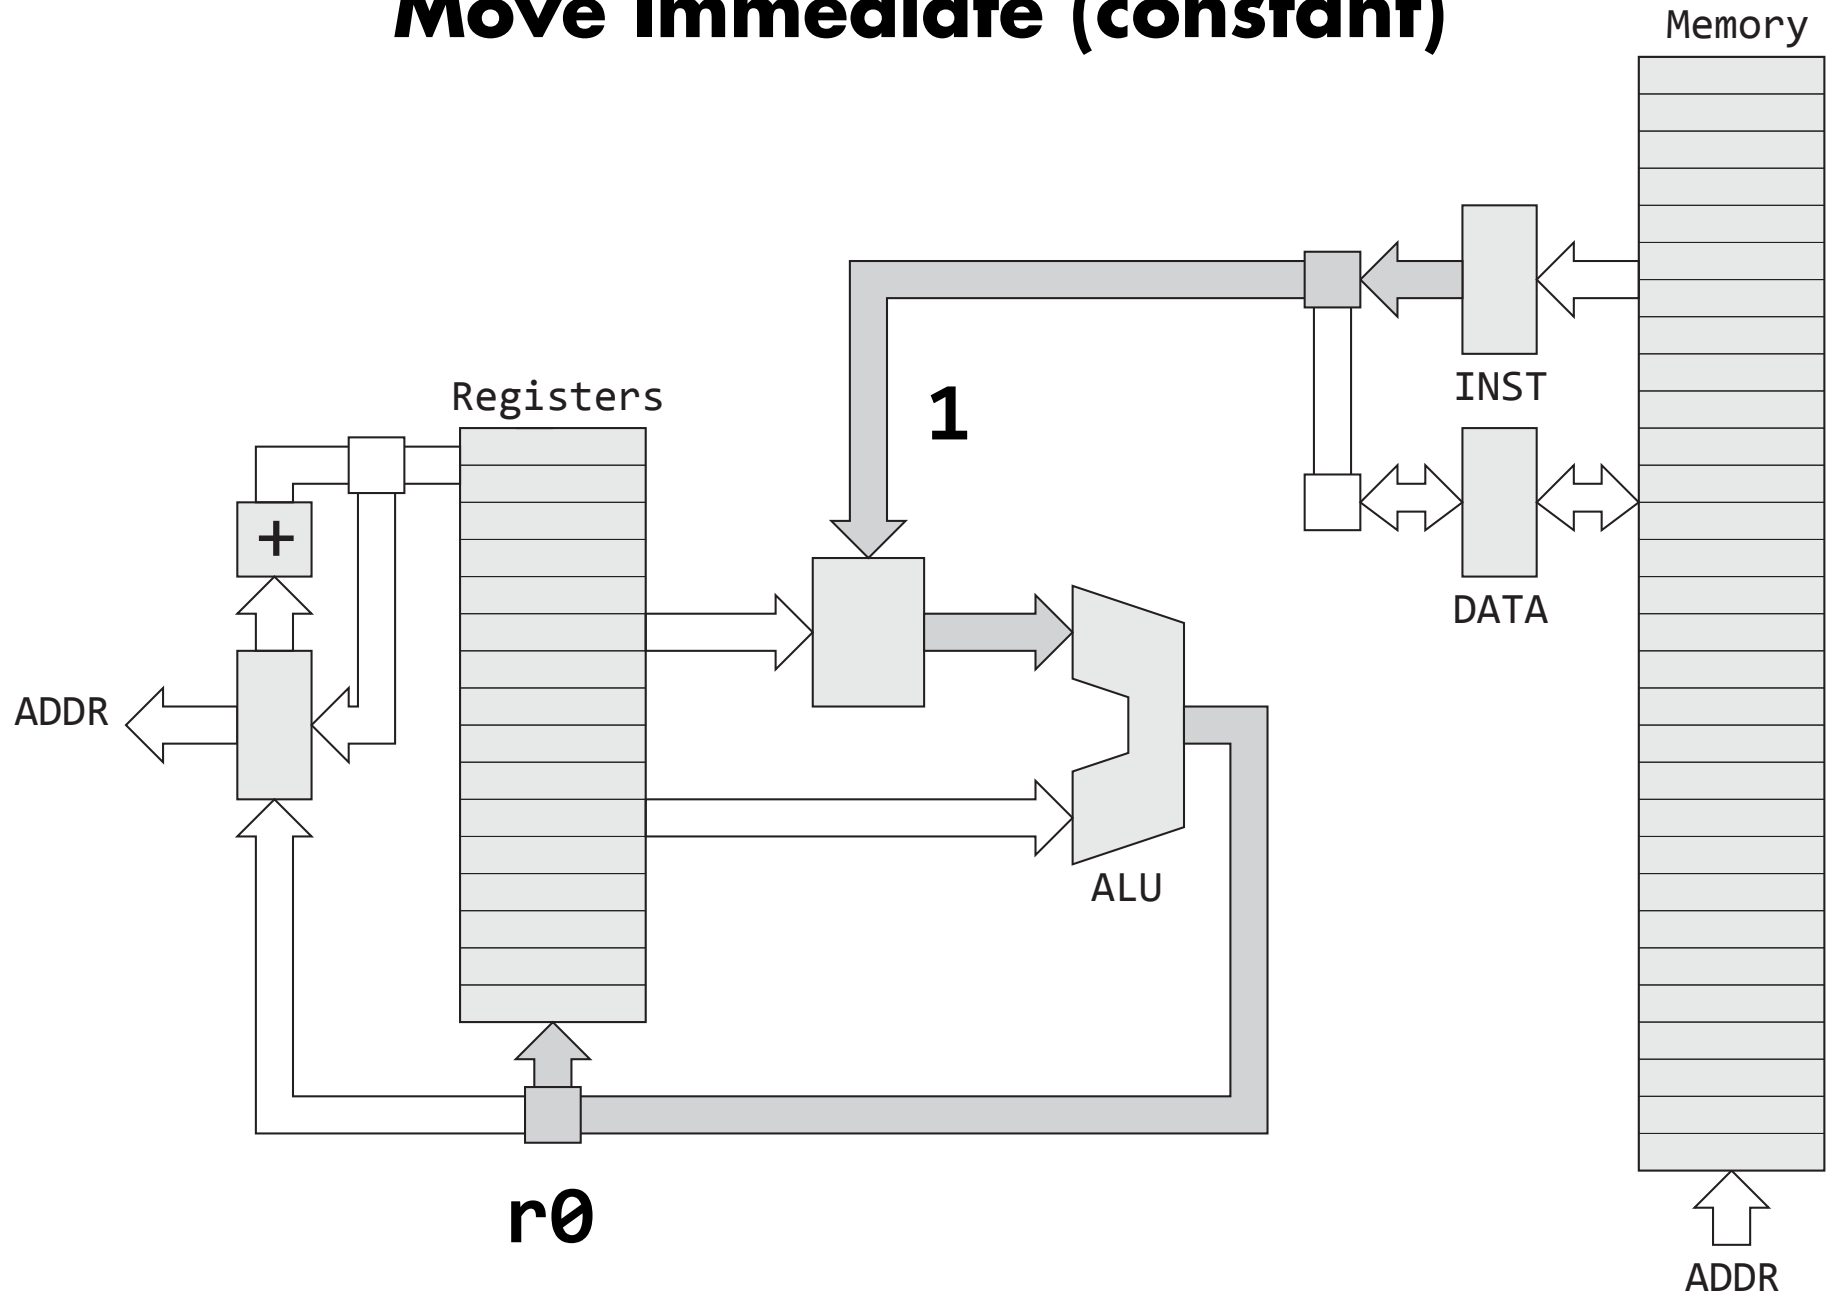 Move Immediate (constant)
Memory
INST
1
Registers
+
DATA
ADDR
ALU
r0
ADDR